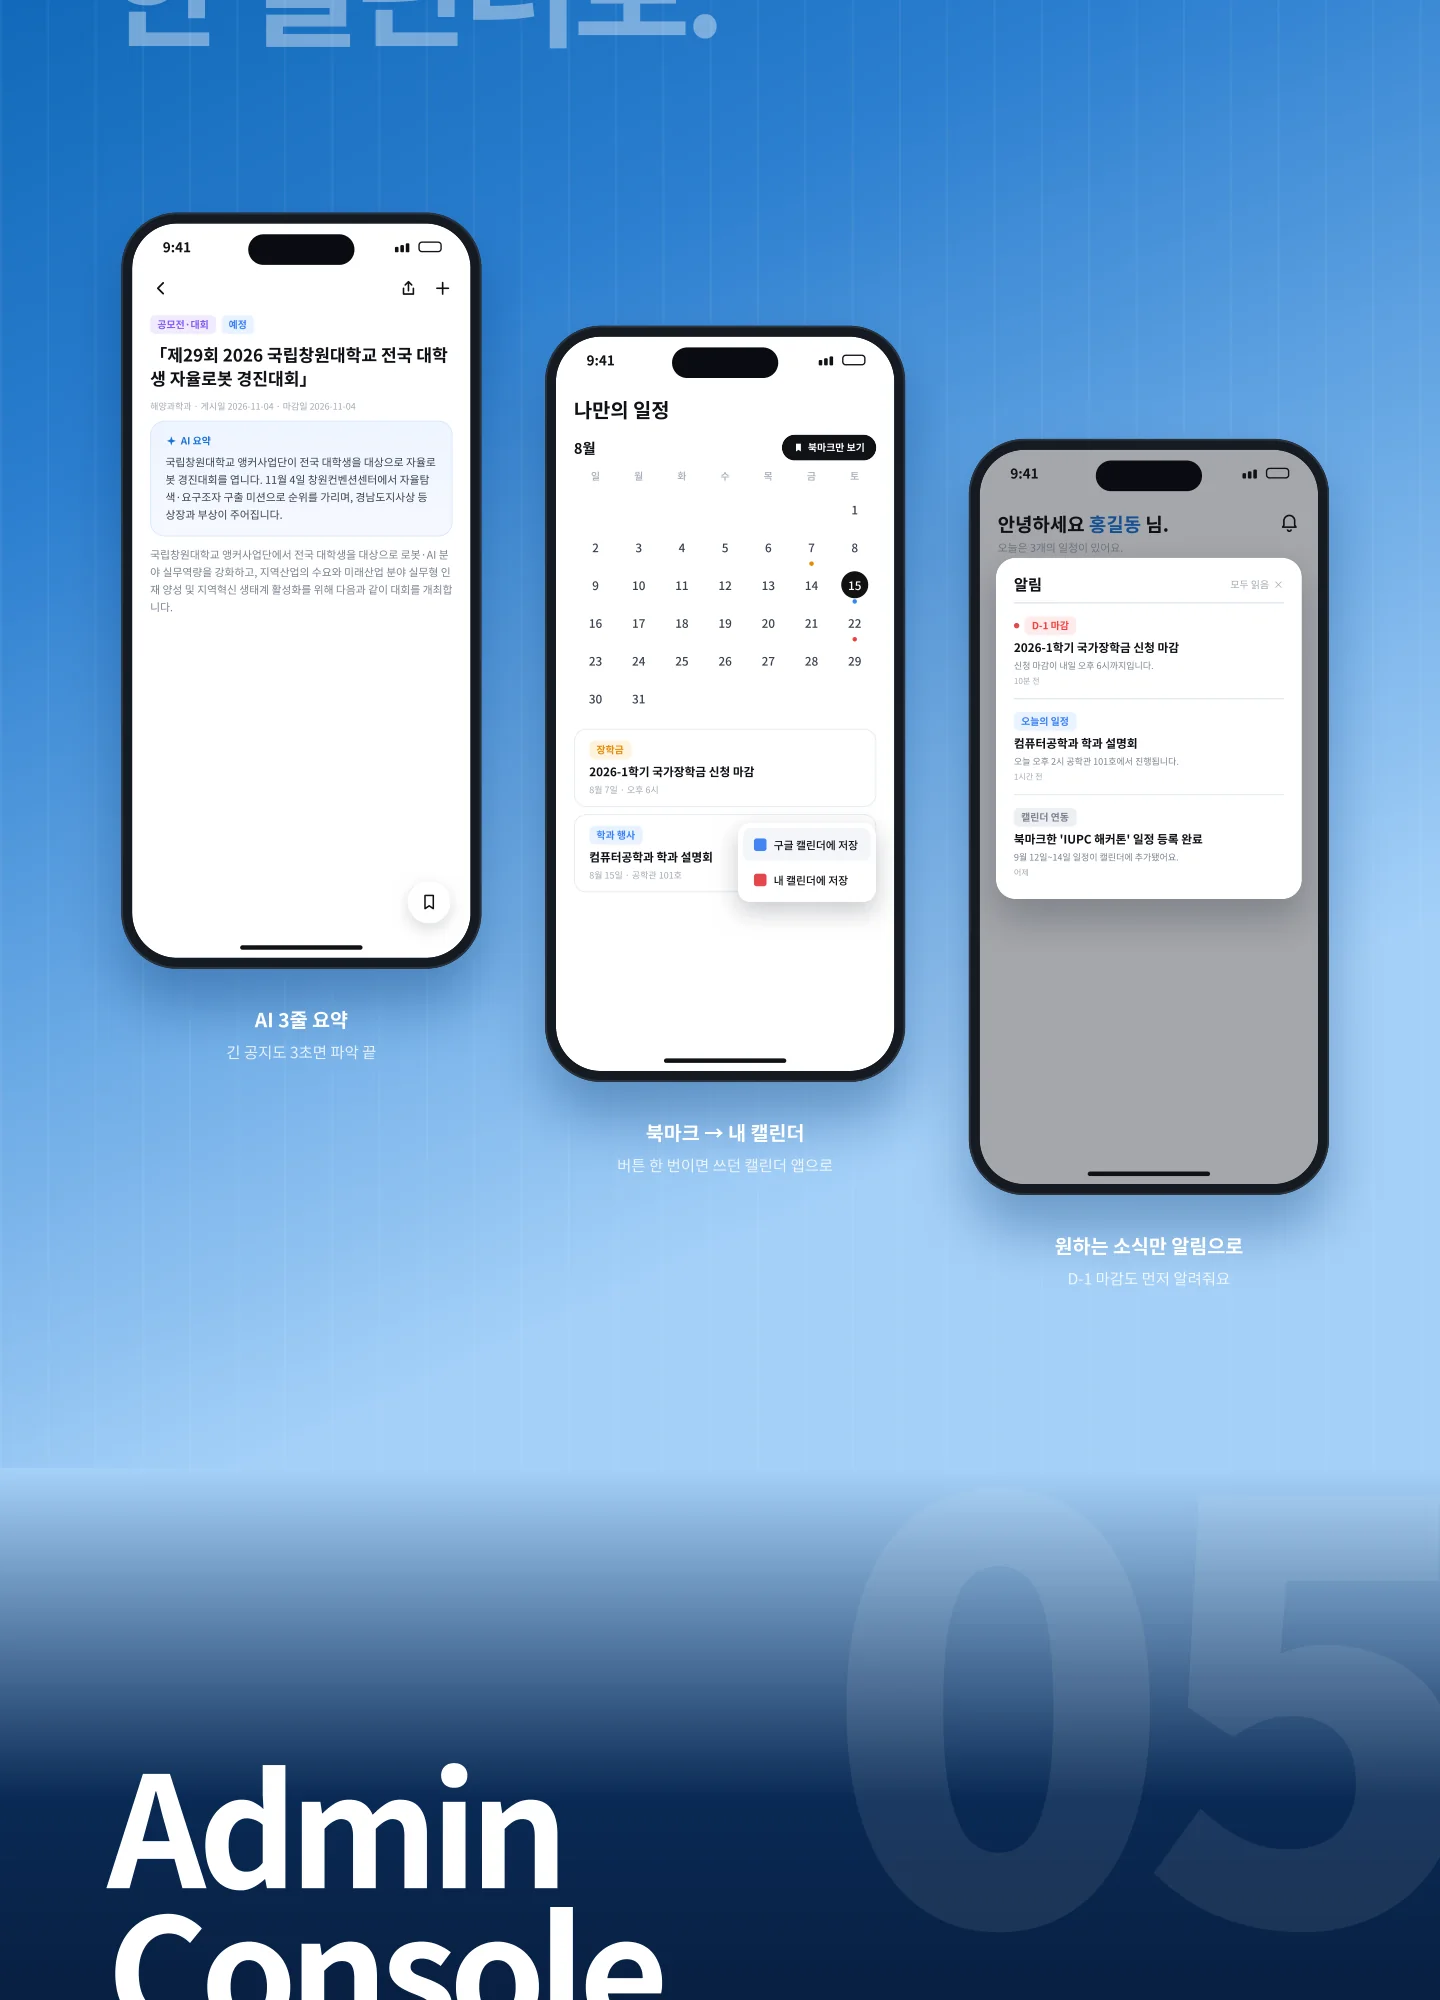 한 캘린더로.
9:41
공모전·대회 예정
「제29회 2026 국립창원대학교 전국 대학
생 자율로봇 경진대회」
해양과학과 · 게시일 2026-11-04 · 마감일 2026-11-04
AI 요약
국립창원대학교 앵커사업단이 전국 대학생을 대상으로 자율로
봇 경진대회를 엽니다. 11월 4일 창원컨벤션센터에서 자율탐
색·요구조자 구출 미션으로 순위를 가리며, 경남도지사상 등
상장과 부상이 주어집니다.
국립창원대학교 앵커사업단에서 전국 대학생을 대상으로 로봇·AI 분
야 실무역량을 강화하고, 지역산업의 수요와 미래산업 분야 실무형 인
재 양성 및 지역혁신 생태계 활성화를 위해 다음과 같이 대회를 개최합
니다.
AI 3줄 요약
긴 공지도 3초면 파악 끝
9:41
나만의 일정
8월 북마크만 보기
일 월 화 수 목 금 토
1
2 3 4 5 6 7 8
9 10 11 12 13 14 15
16 17 18 19 20 21 22
23 24 25 26 27 28 29
30 31
장학금
2026-1학기 국가장학금 신청 마감
8월 7일 · 오후 6시
학과 행사
컴퓨터공학과 학과 설명회
8월 15일 · 공학관 101호
구글 캘린더에 저장
내 캘린더에 저장
북마크 → 내 캘린더
버튼 한 번이면 쓰던 캘린더 앱으로
9:41
안녕하세요 홍길동 님.
오늘은 3개의 일정이 있어요.
알림 모두 읽음 ×
D-1 마감
2026-1학기 국가장학금 신청 마감
신청 마감이 내일 오후 6시까지입니다.
10분 전
오늘의 일정
컴퓨터공학과 학과 설명회
오늘 오후 2시 공학관 101호에서 진행됩니다.
1시간 전
캘린더 연동
북마크한 'IUPC 해커톤' 일정 등록 완료
9월 12일~14일 일정이 캘린더에 추가됐어요.
어제
원하는 소식만 알림으로
D-1 마감도 먼저 알려줘요
05
Admin
Console